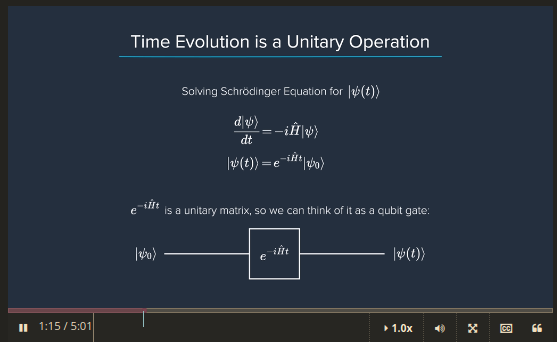 Time Evolution is a Unitary Operation
Solving Schrödinger Equation for |ψ(t)⟩
d|ψ⟩/dt = −iĤ|ψ⟩
|ψ(t)⟩ = e^{−iĤt}|ψ₀⟩
e^{−iĤt} is a unitary matrix, so we can think of it as a qubit gate:
|ψ₀⟩ e^{−iĤt} |ψ(t)⟩
1:15 / 5:01 1.0x CC